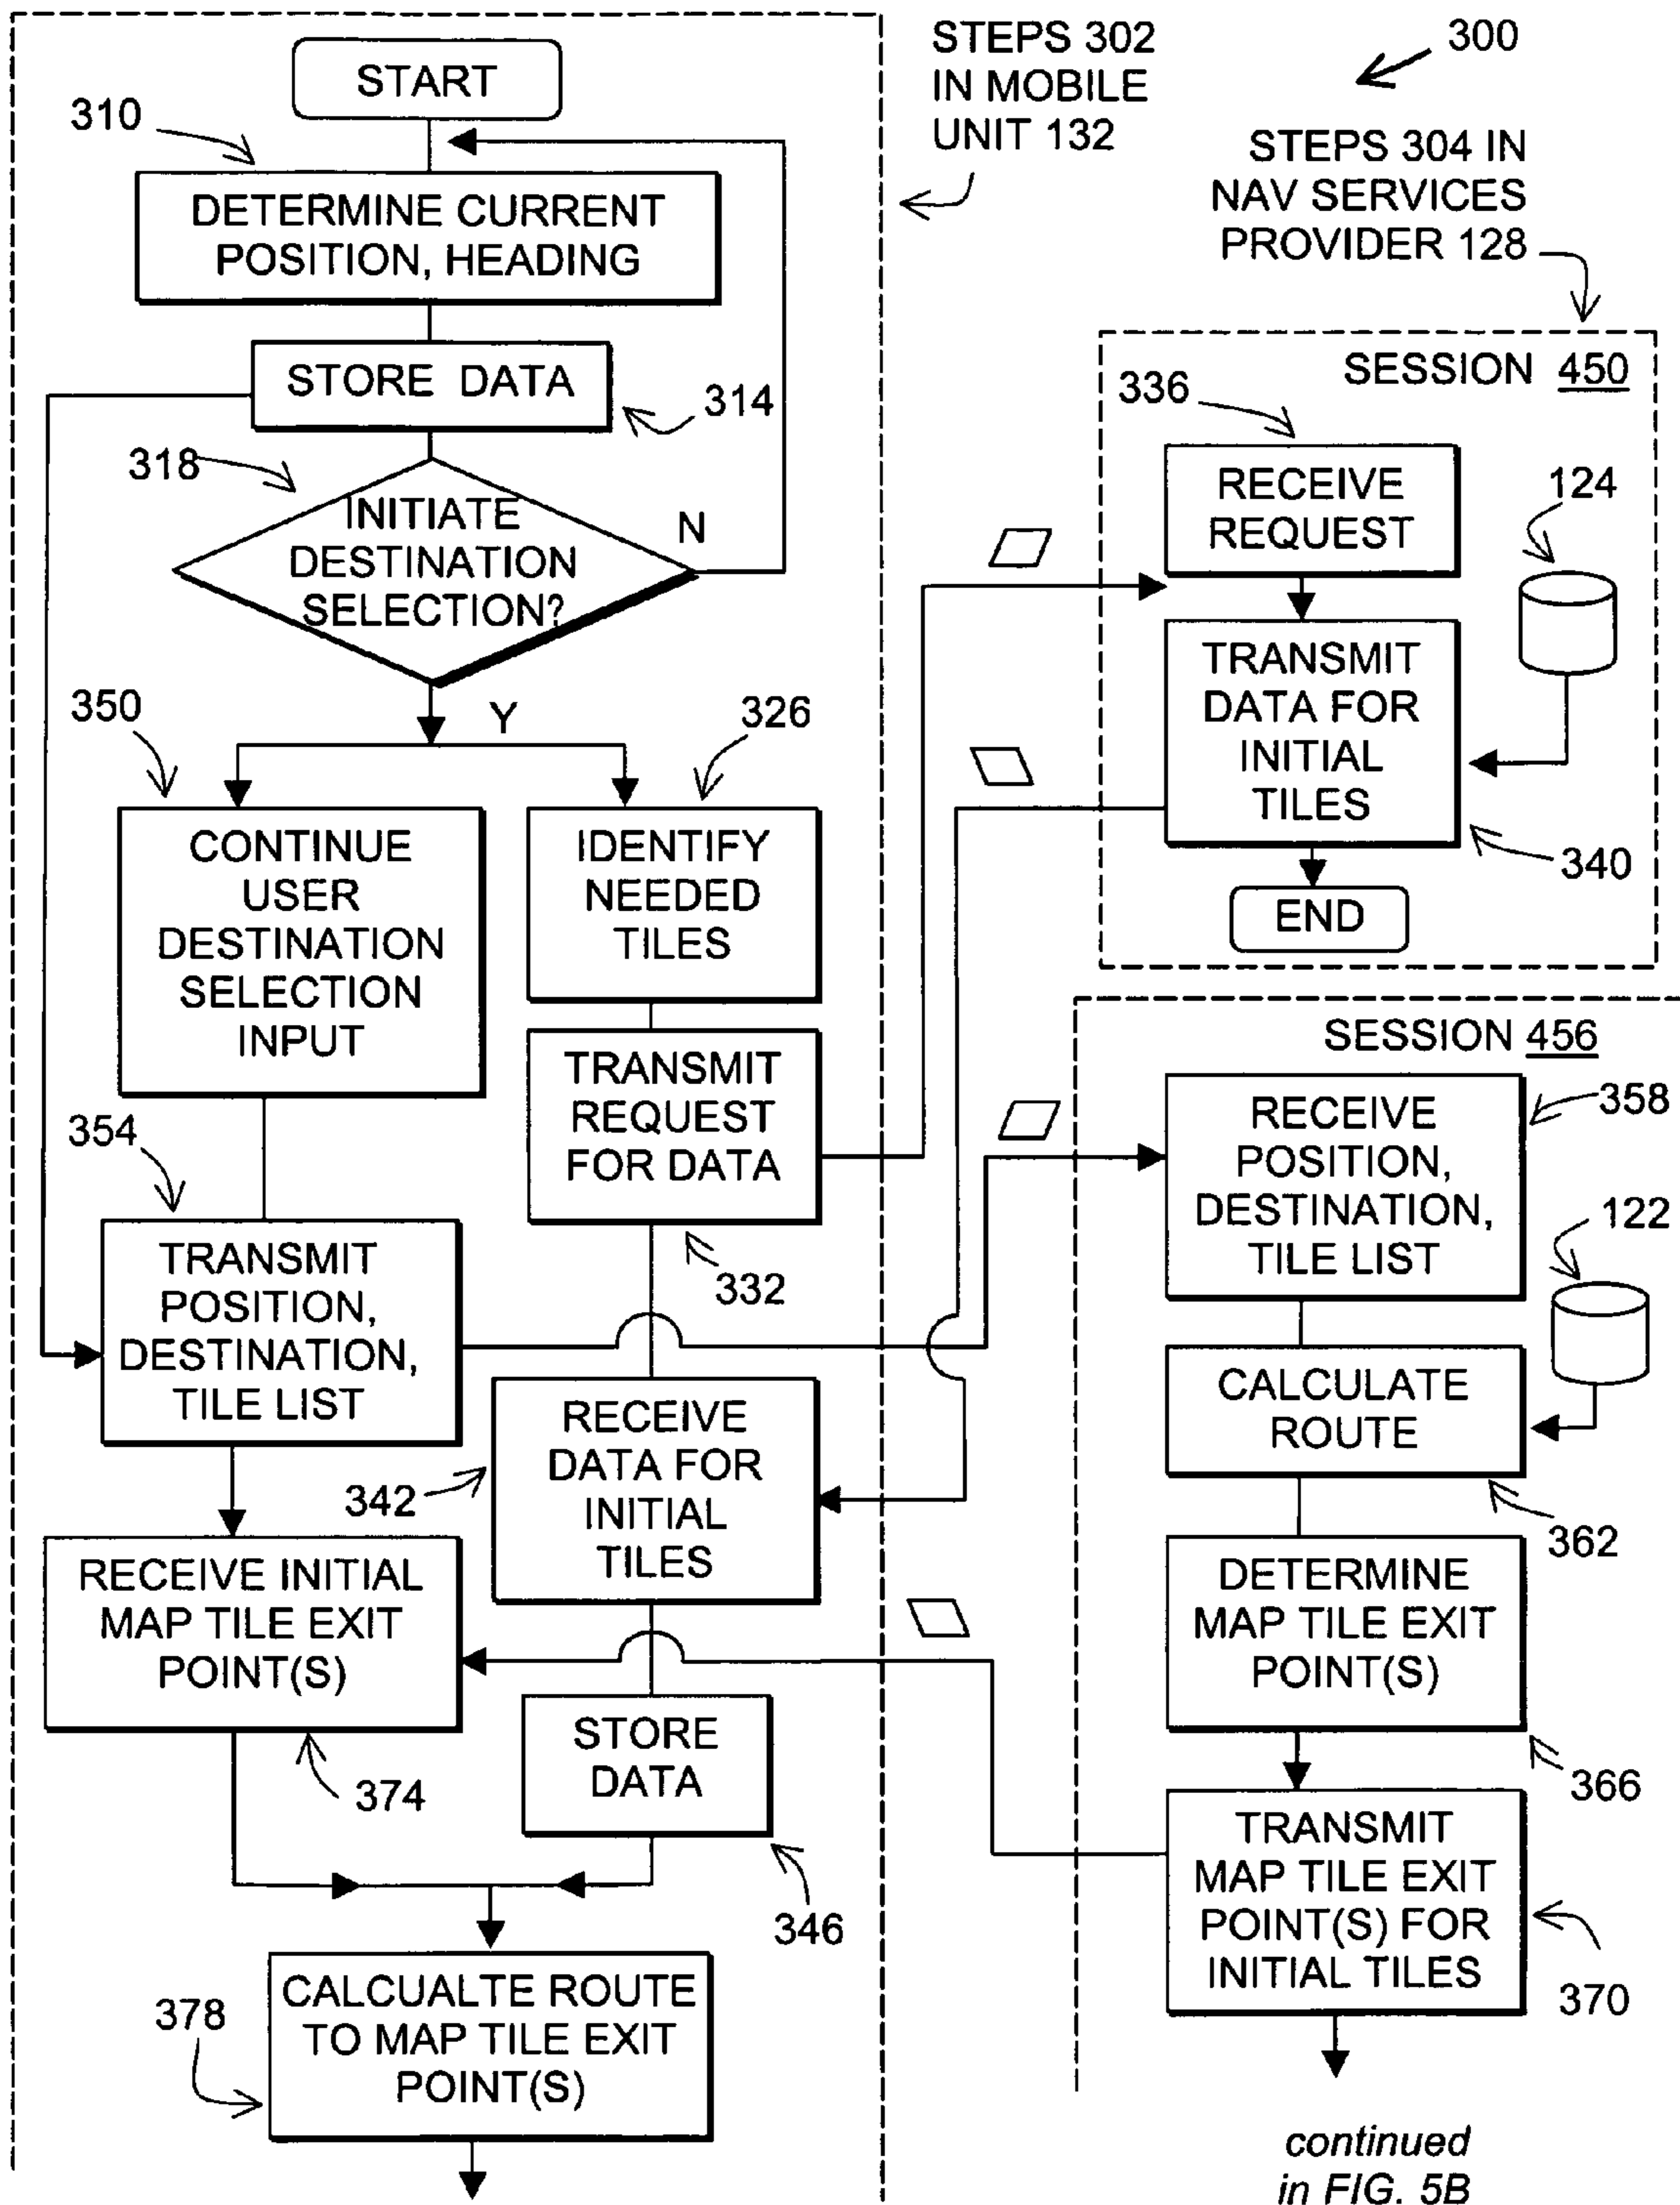 START
310
DETERMINE CURRENT
POSITION, HEADING
STORE DATA
314
318
INITIATE
DESTINATION
SELECTION?
N
Y
350
326
CONTINUE
USER
DESTINATION
SELECTION
INPUT
IDENTIFY
NEEDED
TILES
TRANSMIT
REQUEST
FOR DATA
332
354
TRANSMIT
POSITION,
DESTINATION,
TILE LIST
342
RECEIVE
DATA FOR
INITIAL
TILES
RECEIVE INITIAL
MAP TILE EXIT
POINT(S)
374
STORE
DATA
346
378
CALCUALTE ROUTE
TO MAP TILE EXIT
POINT(S)
STEPS 302
IN MOBILE
UNIT 132
300
STEPS 304 IN
NAV SERVICES
PROVIDER 128
SESSION 450
336
RECEIVE
REQUEST
124
TRANSMIT
DATA FOR
INITIAL
TILES
340
END
SESSION 456
358
RECEIVE
POSITION,
DESTINATION,
TILE LIST
122
CALCULATE
ROUTE
362
DETERMINE
MAP TILE EXIT
POINT(S)
366
TRANSMIT
MAP TILE EXIT
POINT(S) FOR
INITIAL TILES
370
continued
in FIG. 5B